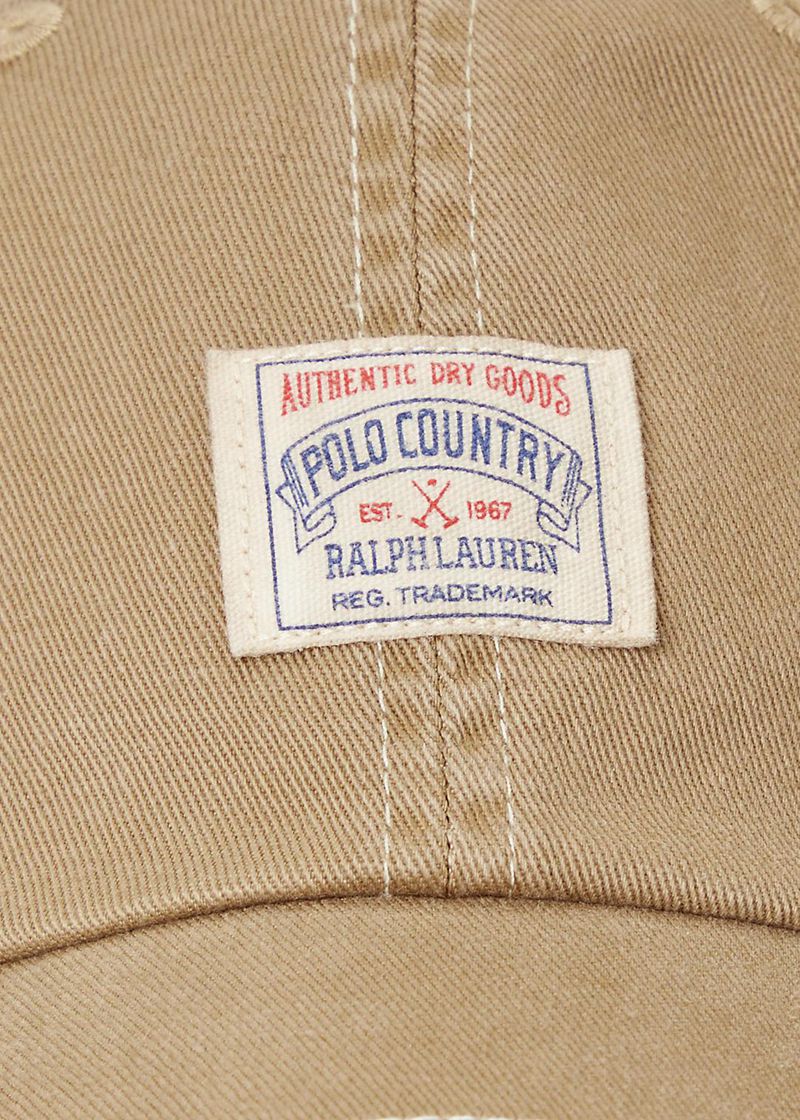 AUTHENTIC DRY GOODS
POLO COUNTRY
EST. 1967
RALPH LAUREN
REG. TRADEMARK